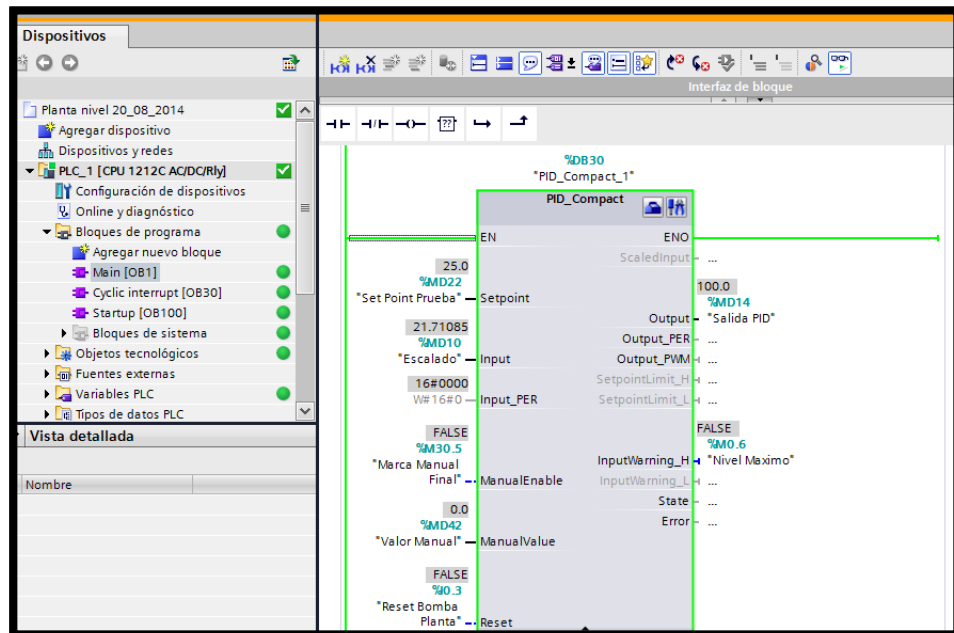 Dispositivos
Planta nivel 20_08_2014
Agregar dispositivo
Dispositivos y redes
PLC_1 [CPU 1212C AC/DC/Rly]
Configuración de dispositivos
Online y diagnóstico
Bloques de programa
Agregar nuevo bloque
Main [OB1]
Cyclic interrupt [OB30]
Startup [OB100]
Bloques de sistema
Objetos tecnológicos
Fuentes externas
Variables PLC
Tipos de datos PLC
Vista detallada
Nombre
Interfaz de bloque
??
%DB30
"PID_Compact_1"
PID_Compact
EN ENO
ScaledInput ...
25.0
%MD22
"Set Point Prueba" Setpoint
100.0
%MD14
Output "Salida PID"
Output_PER ...
21.71085
%MD10
"Escalado" Input
Output_PWM ...
SetpointLimit_H ...
16#0000
W#16#0 Input_PER
SetpointLimit_L ...
FALSE
%M30.5
"Marca Manual
Final" ManualEnable
FALSE
%M0.6
InputWarning_H "Nivel Maximo"
InputWarning_L ...
State ...
Error ...
0.0
%MD42
"Valor Manual" ManualValue
FALSE
%I0.3
"Reset Bomba
Planta" Reset